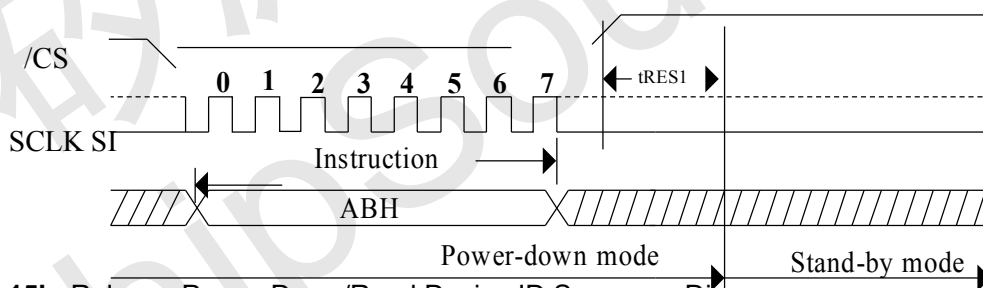 /CS
0 1 2 3 4 5 6 7
tRES1
SCLK SI
Instruction
ABH
Power-down mode
Stand-by mode